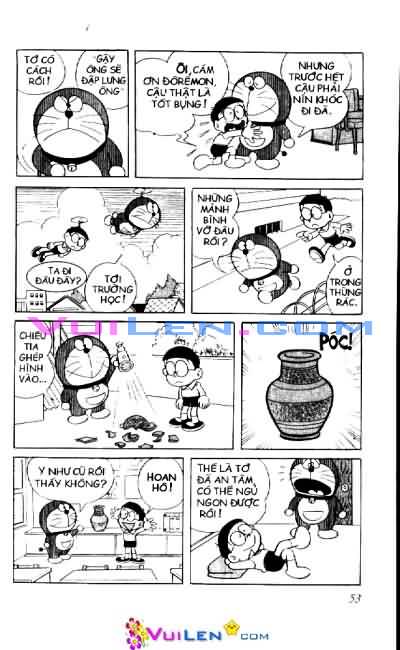 TỚ CÓ
CÁCH
RỒI!
"GẬY
ÔNG SẼ
ĐẬP LƯNG
ÔNG"
ÔI, CÁM
ƠN ĐÔRÊMON,
CẬU THẬT LÀ
TỐT BỤNG!
NHƯNG
TRƯỚC HẾT
CẬU PHẢI
NÍN KHÓC
ĐI ĐÃ.
TA ĐI
ĐÂU ĐÂY?
TỚI
TRƯỜNG
HỌC!
NHỮNG
MẢNH
BÌNH
VỠ ĐÂU
RỒI?
Ở
TRONG
THÙNG
RÁC.
VUILEN.COM
CHIẾU
TIA
GHÉP
HÌNH
VÀO...
PÓC!
Y NHƯ CŨ RỒI
THẤY KHÔNG?
HOAN
HÔ!
THẾ LÀ TỚ
ĐÃ AN TÂM,
CÓ THỂ NGỦ
NGON ĐƯỢC
RỒI!
53
VUILEN.COM